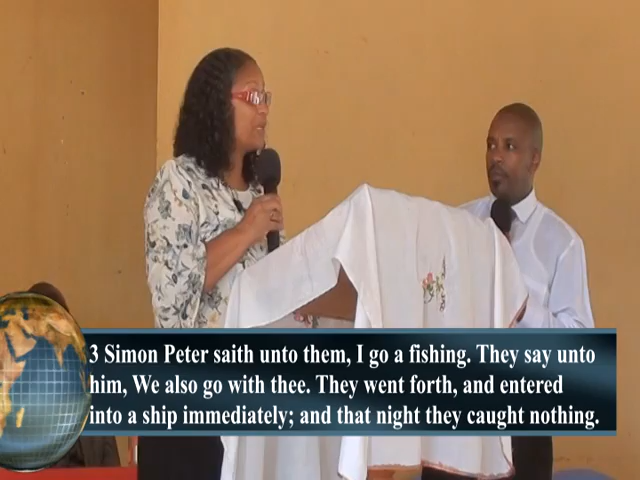 3 Simon Peter saith unto them, I go a fishing. They say unto
him, We also go with thee. They went forth, and entered
into a ship immediately; and that night they caught nothing.